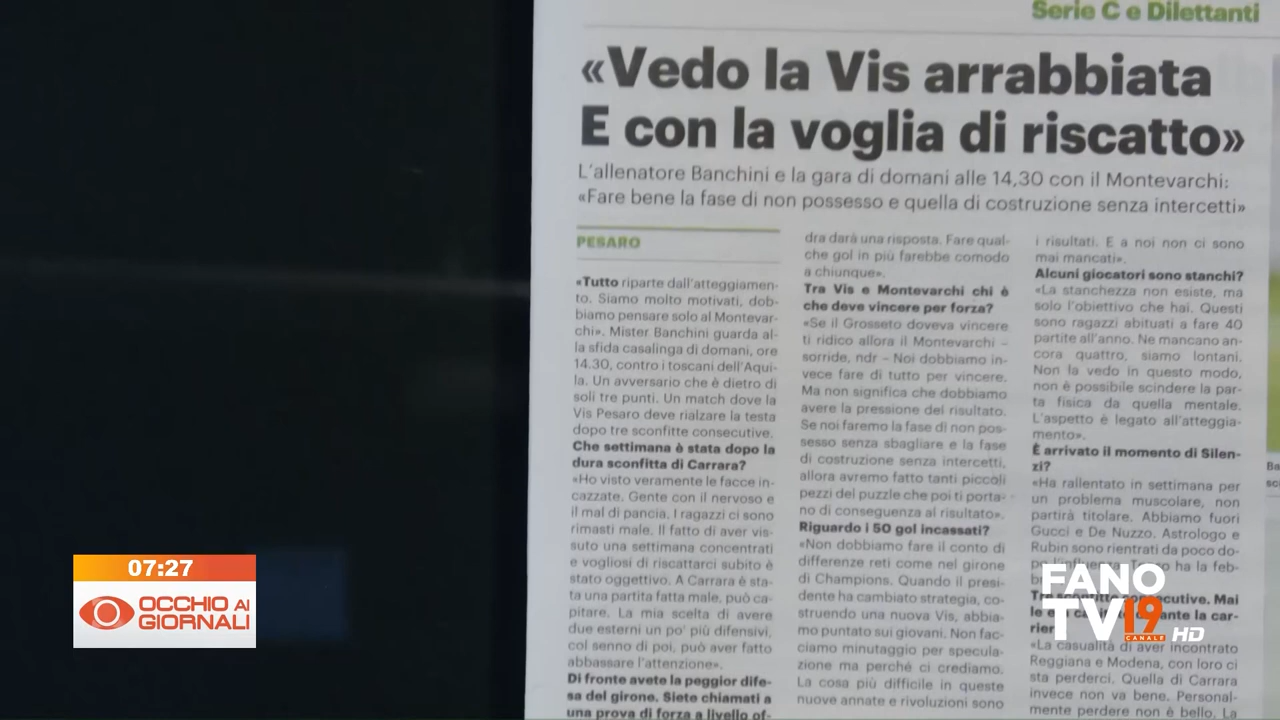 Serie C e Dilettanti
«Vedo la Vis arrabbiata
E con la voglia di riscatto»
L'allenatore Banchini e la gara di domani alle 14,30 con il Montevarchi:
«Fare bene la fase di non possesso e quella di costruzione senza intercetti»
PESARO
«Tutto riparte dall'atteggiamen-
to. Siamo molto motivati, dob-
biamo pensare solo al Montevar-
chi». Mister Banchini guarda al-
la sfida casalinga di domani, ore
14.30, contro i toscani dell'Aqui-
la. Un avversario che è dietro di
soli tre punti. Un match dove la
Vis Pesaro deve rialzare la testa
dopo tre sconfitte consecutive.
Che settimana è stata dopo la
dura sconfitta di Carrara?
«Ho visto veramente le facce in-
cazzate. Gente con il nervoso e
il mal di pancia. I ragazzi ci sono
rimasti male. Il fatto di aver vis-
suto una settimana concentrati
e vogliosi di riscattarci subito è
stato oggettivo. A Carrara è sta-
ta una partita fatta male, può ca-
pitare. La mia scelta di avere
due esterni un po' più difensivi,
col senno di poi, può aver fatto
abbassare l'attenzione».
Di fronte avete la peggior dife-
sa del girone. Siete chiamati a
una prova di forza a livello of-
dra darà una risposta. Fare qual-
che gol in più farebbe comodo
a chiunque».
Tra Vis e Montevarchi chi è
che deve vincere per forza?
«Se il Grosseto doveva vincere
ti ridico allora il Montevarchi –
sorride, ndr – Noi dobbiamo in-
vece fare di tutto per vincere.
Ma non significa che dobbiamo
avere la pressione del risultato.
Se noi faremo la fase di non pos-
sesso senza sbagliare e la fase
di costruzione senza intercetti,
allora avremo fatto tanti piccoli
pezzi del puzzle che poi ti porta-
no di conseguenza al risultato».
Riguardo i 50 gol incassati?
«Non dobbiamo fare il conto di
differenze reti come nel girone
di Champions. Quando il presi-
dente ha cambiato strategia, co-
struendo una nuova Vis, abbia-
mo puntato sui giovani. Non fac-
ciamo minutaggio per specula-
zione ma perché ci crediamo.
La cosa più difficile in queste
nuove annate e rivoluzioni sono
i risultati. E a noi non ci sono
mai mancati».
Alcuni giocatori sono stanchi?
«La stanchezza non esiste, ma
solo l'obiettivo che hai. Questi
sono ragazzi abituati a fare 40
partite all'anno. Ne mancano an-
cora quattro, siamo lontani.
Non la vedo in questo modo,
non è possibile scindere la par-
ta fisica da quella mentale.
L'aspetto è legato all'atteggia-
mento».
È arrivato il momento di Silen-
zi?
«Ha rallentato in settimana per
un problema muscolare, non
partirà titolare. Abbiamo fuori
Gucci e De Nuzzo. Astrologo e
Rubin sono rientrati da poco do-
ha la feb-
Tre sconfitte consecutive. Mai
ante la car-
rier
«La casualità di aver incontrato
Reggiana e Modena, con loro ci
sta perderci. Quella di Carrara
invece non va bene. Personal-
mente perdere non è bello. La
Ba
07:27
OCCHIO AI
GIORNALI
FANO
TV 19
CANALE
HD